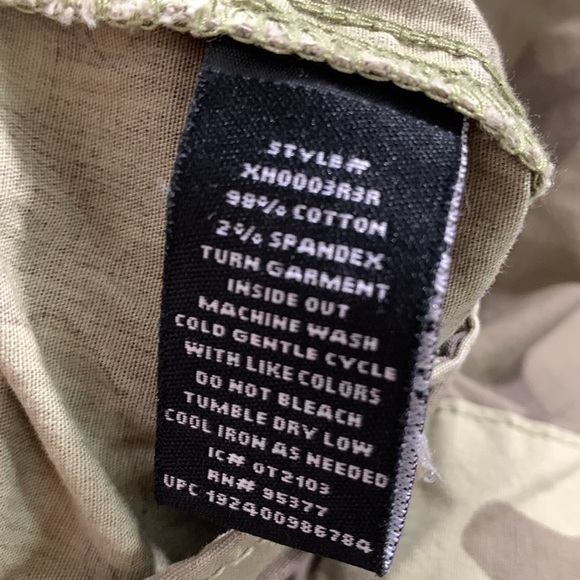 STYLE#
XH0003R3R
98% COTTON
2% SPANDEX
TURN GARMENT
INSIDE OUT
MACHINE WASH
COLD GENTLE CYCLE
WITH LIKE COLORS
DO NOT BLEACH
TUMBLE DRY LOW
COOL IRON AS NEEDED
IC# OT2103
RN# 95377
UPC 192400986784